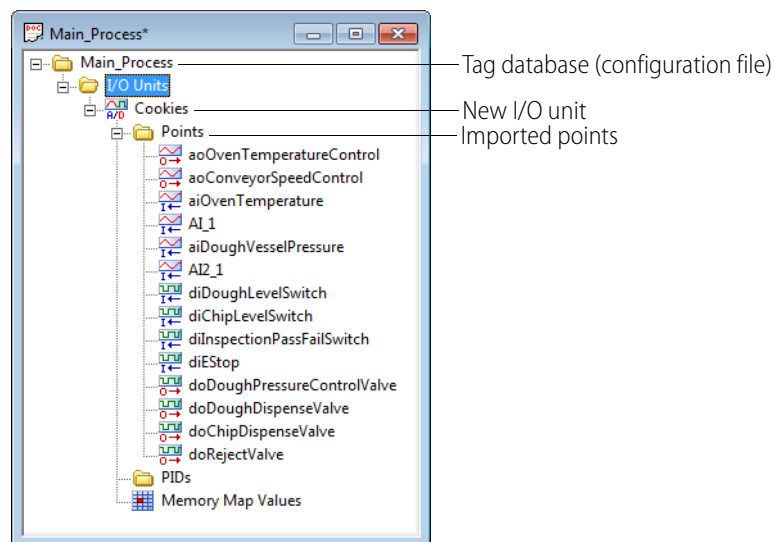 Main_Process*
Main_Process
Tag database (configuration file)
I/O Units
Cookies
New I/O unit
Points
Imported points
aoOvenTemperatureControl
aoConveyorSpeedControl
aiOvenTemperature
AI_1
aiDoughVesselPressure
AI2_1
diDoughLevelSwitch
diChipLevelSwitch
diInspectionPassFailSwitch
diEStop
doDoughPressureControlValve
doDoughDispenseValve
doChipDispenseValve
doRejectValve
PIDs
Memory Map Values